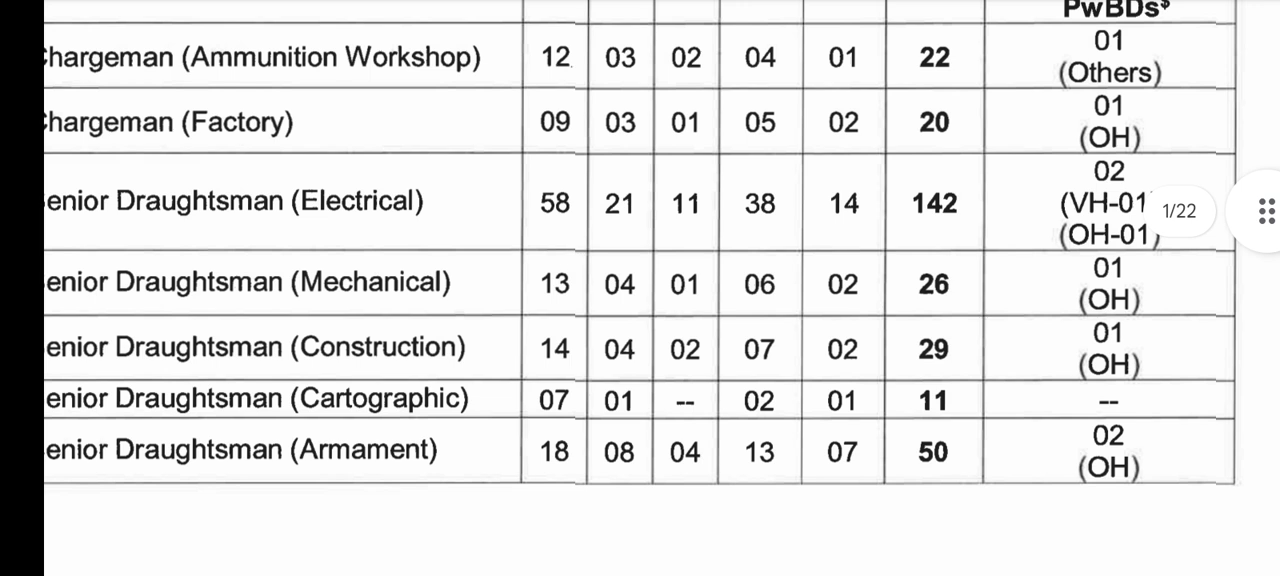 PwBDs$
hargeman (Ammunition Workshop) 12 03 02 04 01 22 01
(Others)
hargeman (Factory) 09 03 01 05 02 20 01
(OH)
enior Draughtsman (Electrical) 58 21 11 38 14 142 02
(VH-01
(OH-01)
1/22
enior Draughtsman (Mechanical) 13 04 01 06 02 26 01
(OH)
enior Draughtsman (Construction) 14 04 02 07 02 29 01
(OH)
enior Draughtsman (Cartographic) 07 01 -- 02 01 11 --
enior Draughtsman (Armament) 18 08 04 13 07 50 02
(OH)